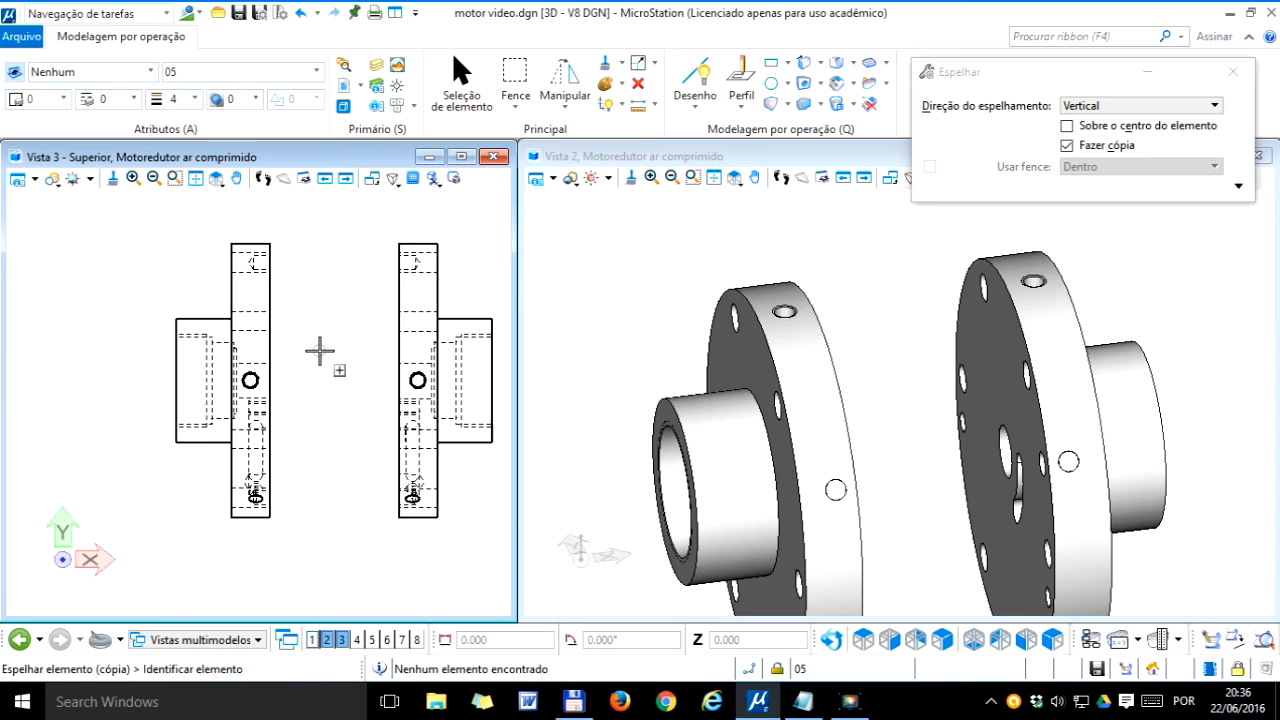 Navegação de tarefas
motor video.dgn [3D - V8 DGN] - MicroStation (Licenciado apenas para uso acadêmico)
Arquivo
Modelagem por operação
Procurar ribbon (F4)
Assinar
Nenhum
05
0
0
4
0
0
Seleção
de elemento
Fence
Manipular
Desenho
Perfil
Atributos (A)
Primário (S)
Principal
Modelagem por operação (Q)
Espelhar
Direção do espelhamento:
Vertical
Sobre o centro do elemento
Fazer cópia
Usar fence:
Dentro
Vista 3 - Superior, Motoredutor ar comprimido
Vista 2, Motoredutor ar comprimido
Y
X
Vistas multimodelos
1 2 3 4 5 6 7 8
0.000
0.000°
Z
0.000
Espelhar elemento (cópia) > Identificar elemento
Nenhum elemento encontrado
05
Search Windows
POR
20:36
22/06/2016